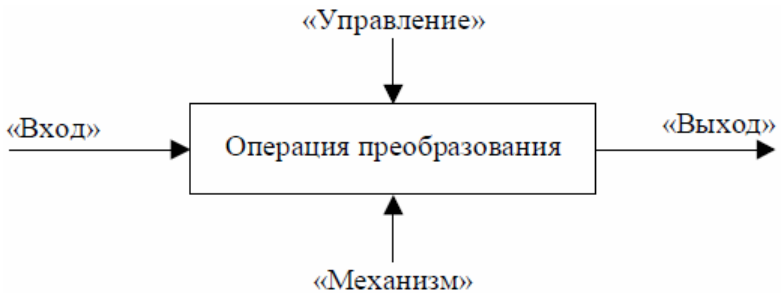 «Управление»
«Вход»
Операция преобразования
«Выход»
«Механизм»